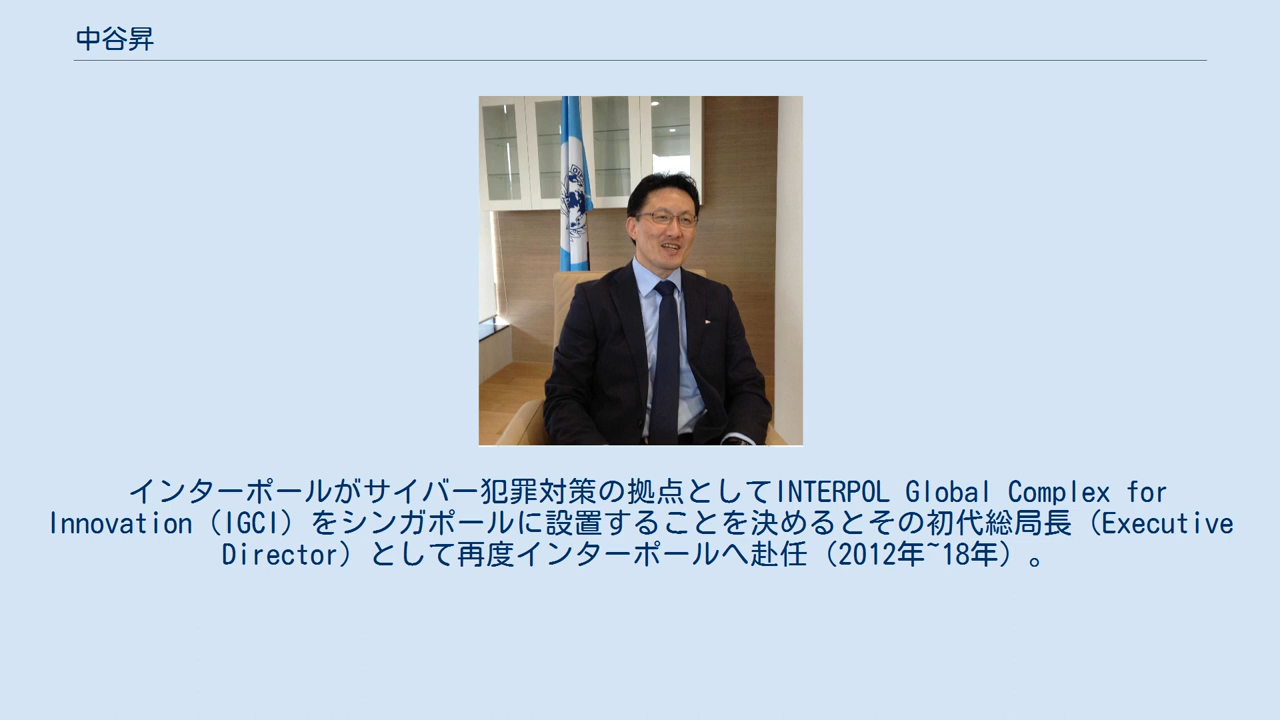 中谷昇
インターポールがサイバー犯罪対策の拠点としてINTERPOL Global Complex for
Innovation（IGCI）をシンガポールに設置することを決めるとその初代総局長（Executive
Director）として再度インターポールへ赴任（2012年~18年）。